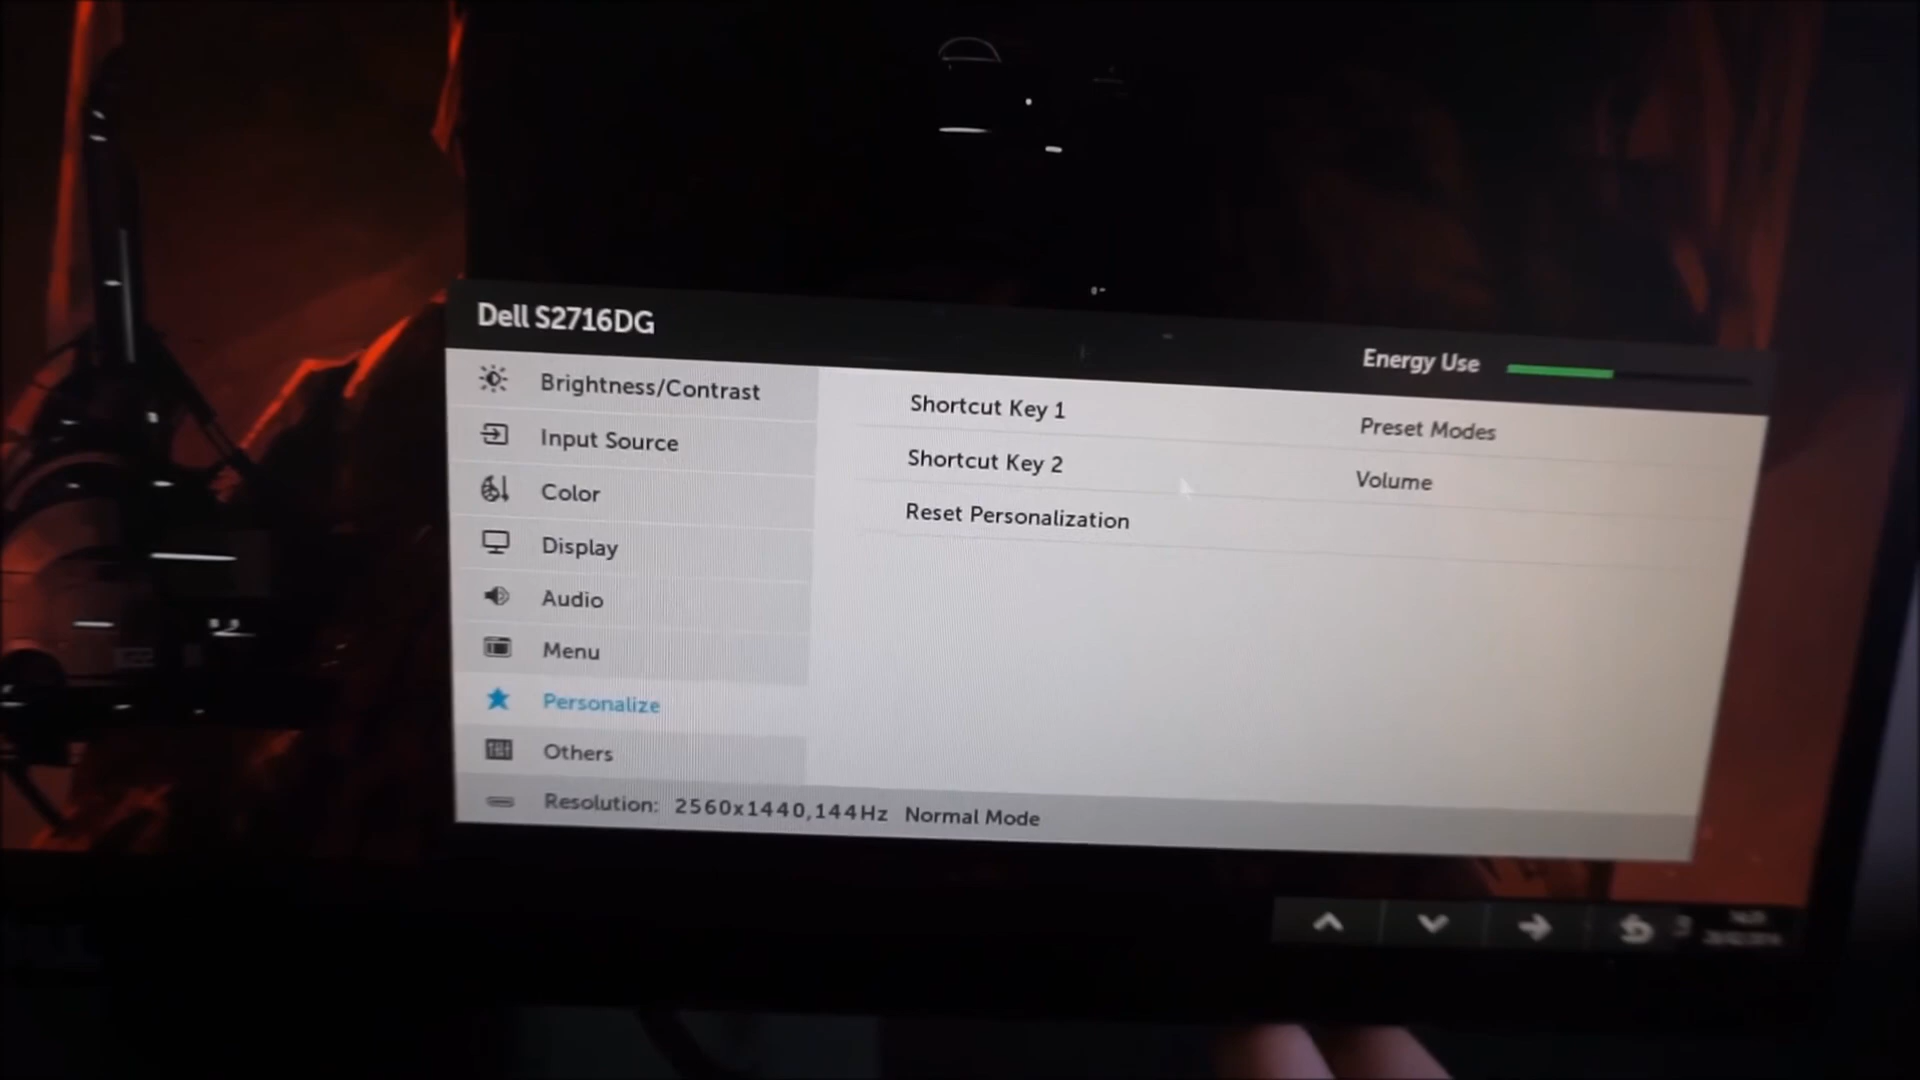 Dell S2716DG
Energy Use
Brightness/Contrast
Input Source
Color
Display
Audio
Menu
Personalize
Others
Shortcut Key 1 Preset Modes
Shortcut Key 2 Volume
Reset Personalization
Resolution: 2560x1440,144Hz Normal Mode